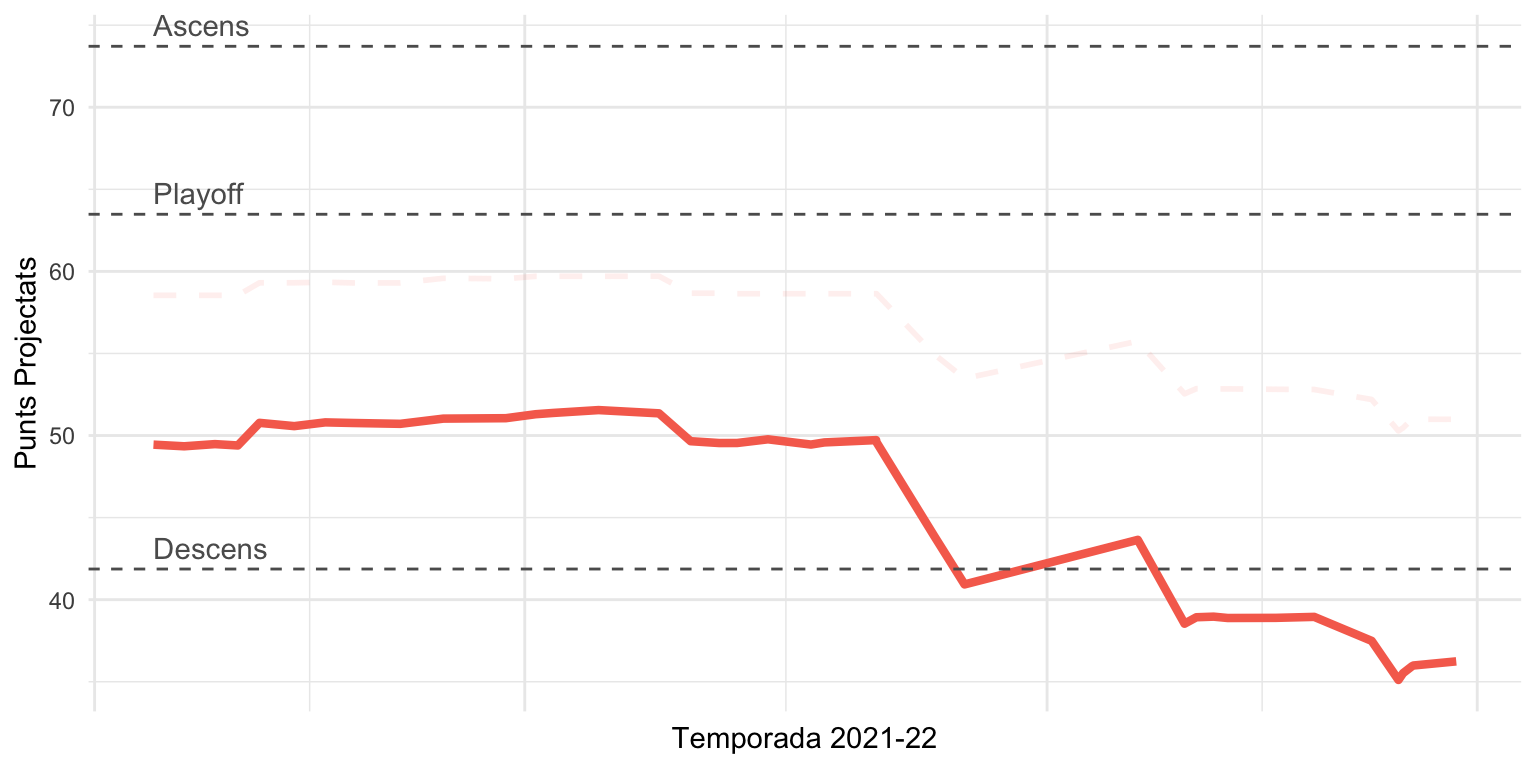 Ascens
70
Playoff
60
Punts Projectats
50
Descens
40
Temporada 2021-22